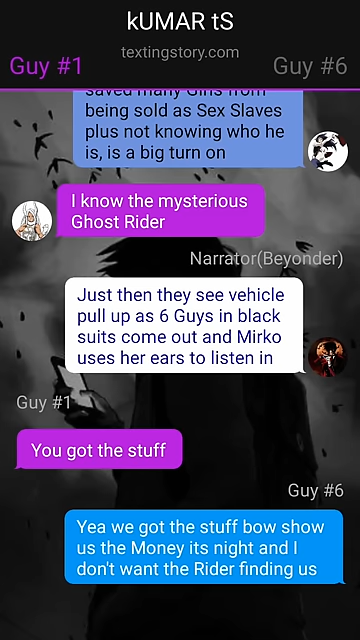 kUMAR tS
textingstory.com
Guy #1
Guy #6
saved many Girls from
being sold as Sex Slaves
plus not knowing who he
is, is a big turn on
I know the mysterious
Ghost Rider
Narrator(Beyonder)
Just then they see vehicle
pull up as 6 Guys in black
suits come out and Mirko
uses her ears to listen in
Guy #1
You got the stuff
Guy #6
Yea we got the stuff bow show
us the Money its night and I
don't want the Rider finding us